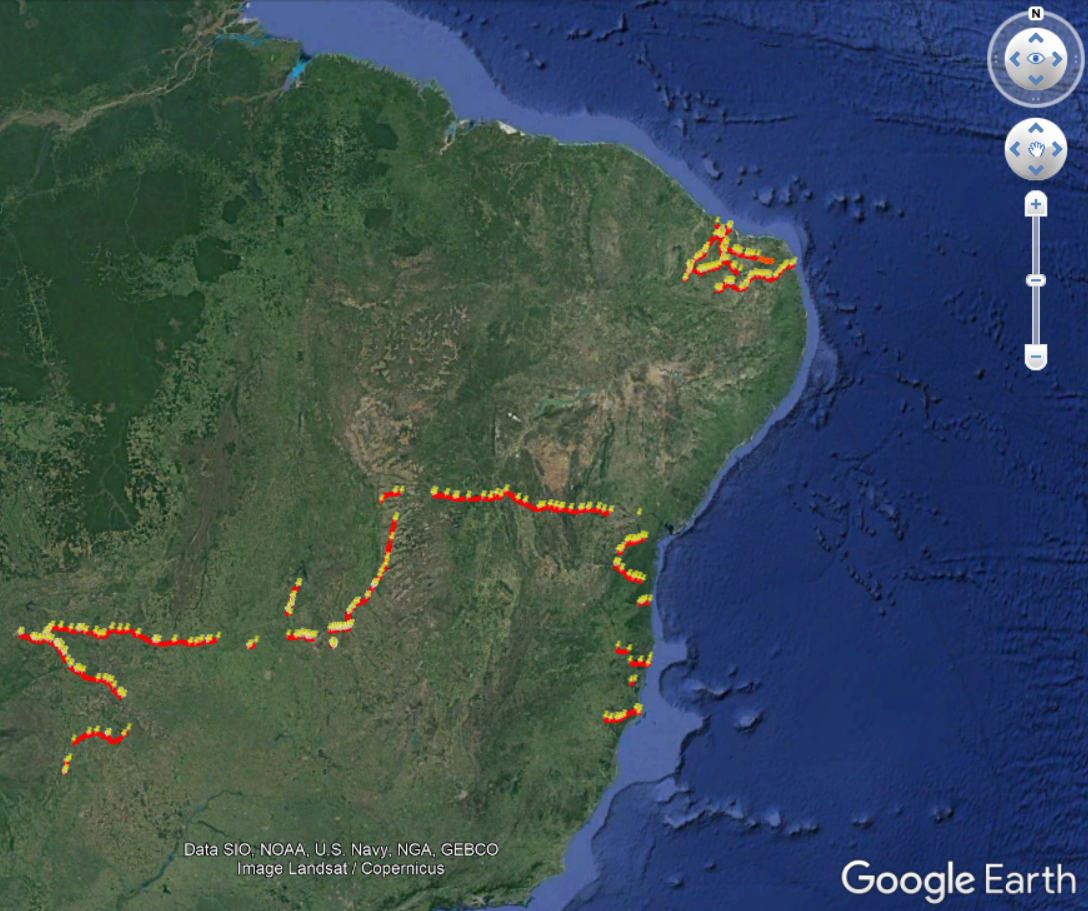 N
Data SIO, NOAA, U.S. Navy, NGA, GEBCO
Image Landsat / Copernicus
Google Earth